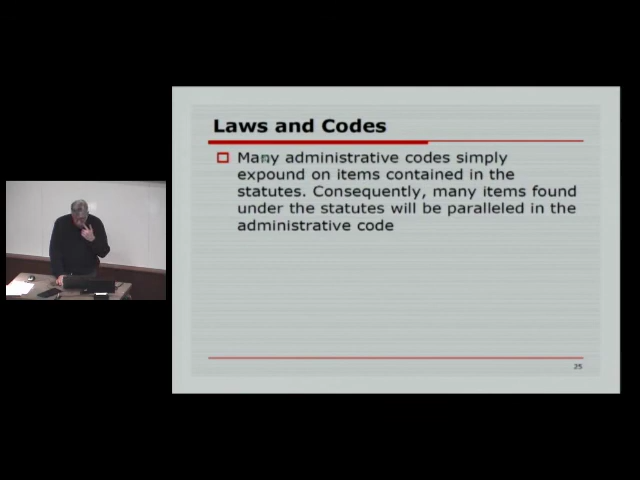 Laws and Codes
Many administrative codes simply
expound on items contained in the
statutes. Consequently, many items found
under the statutes will be paralleled in the
administrative code
25